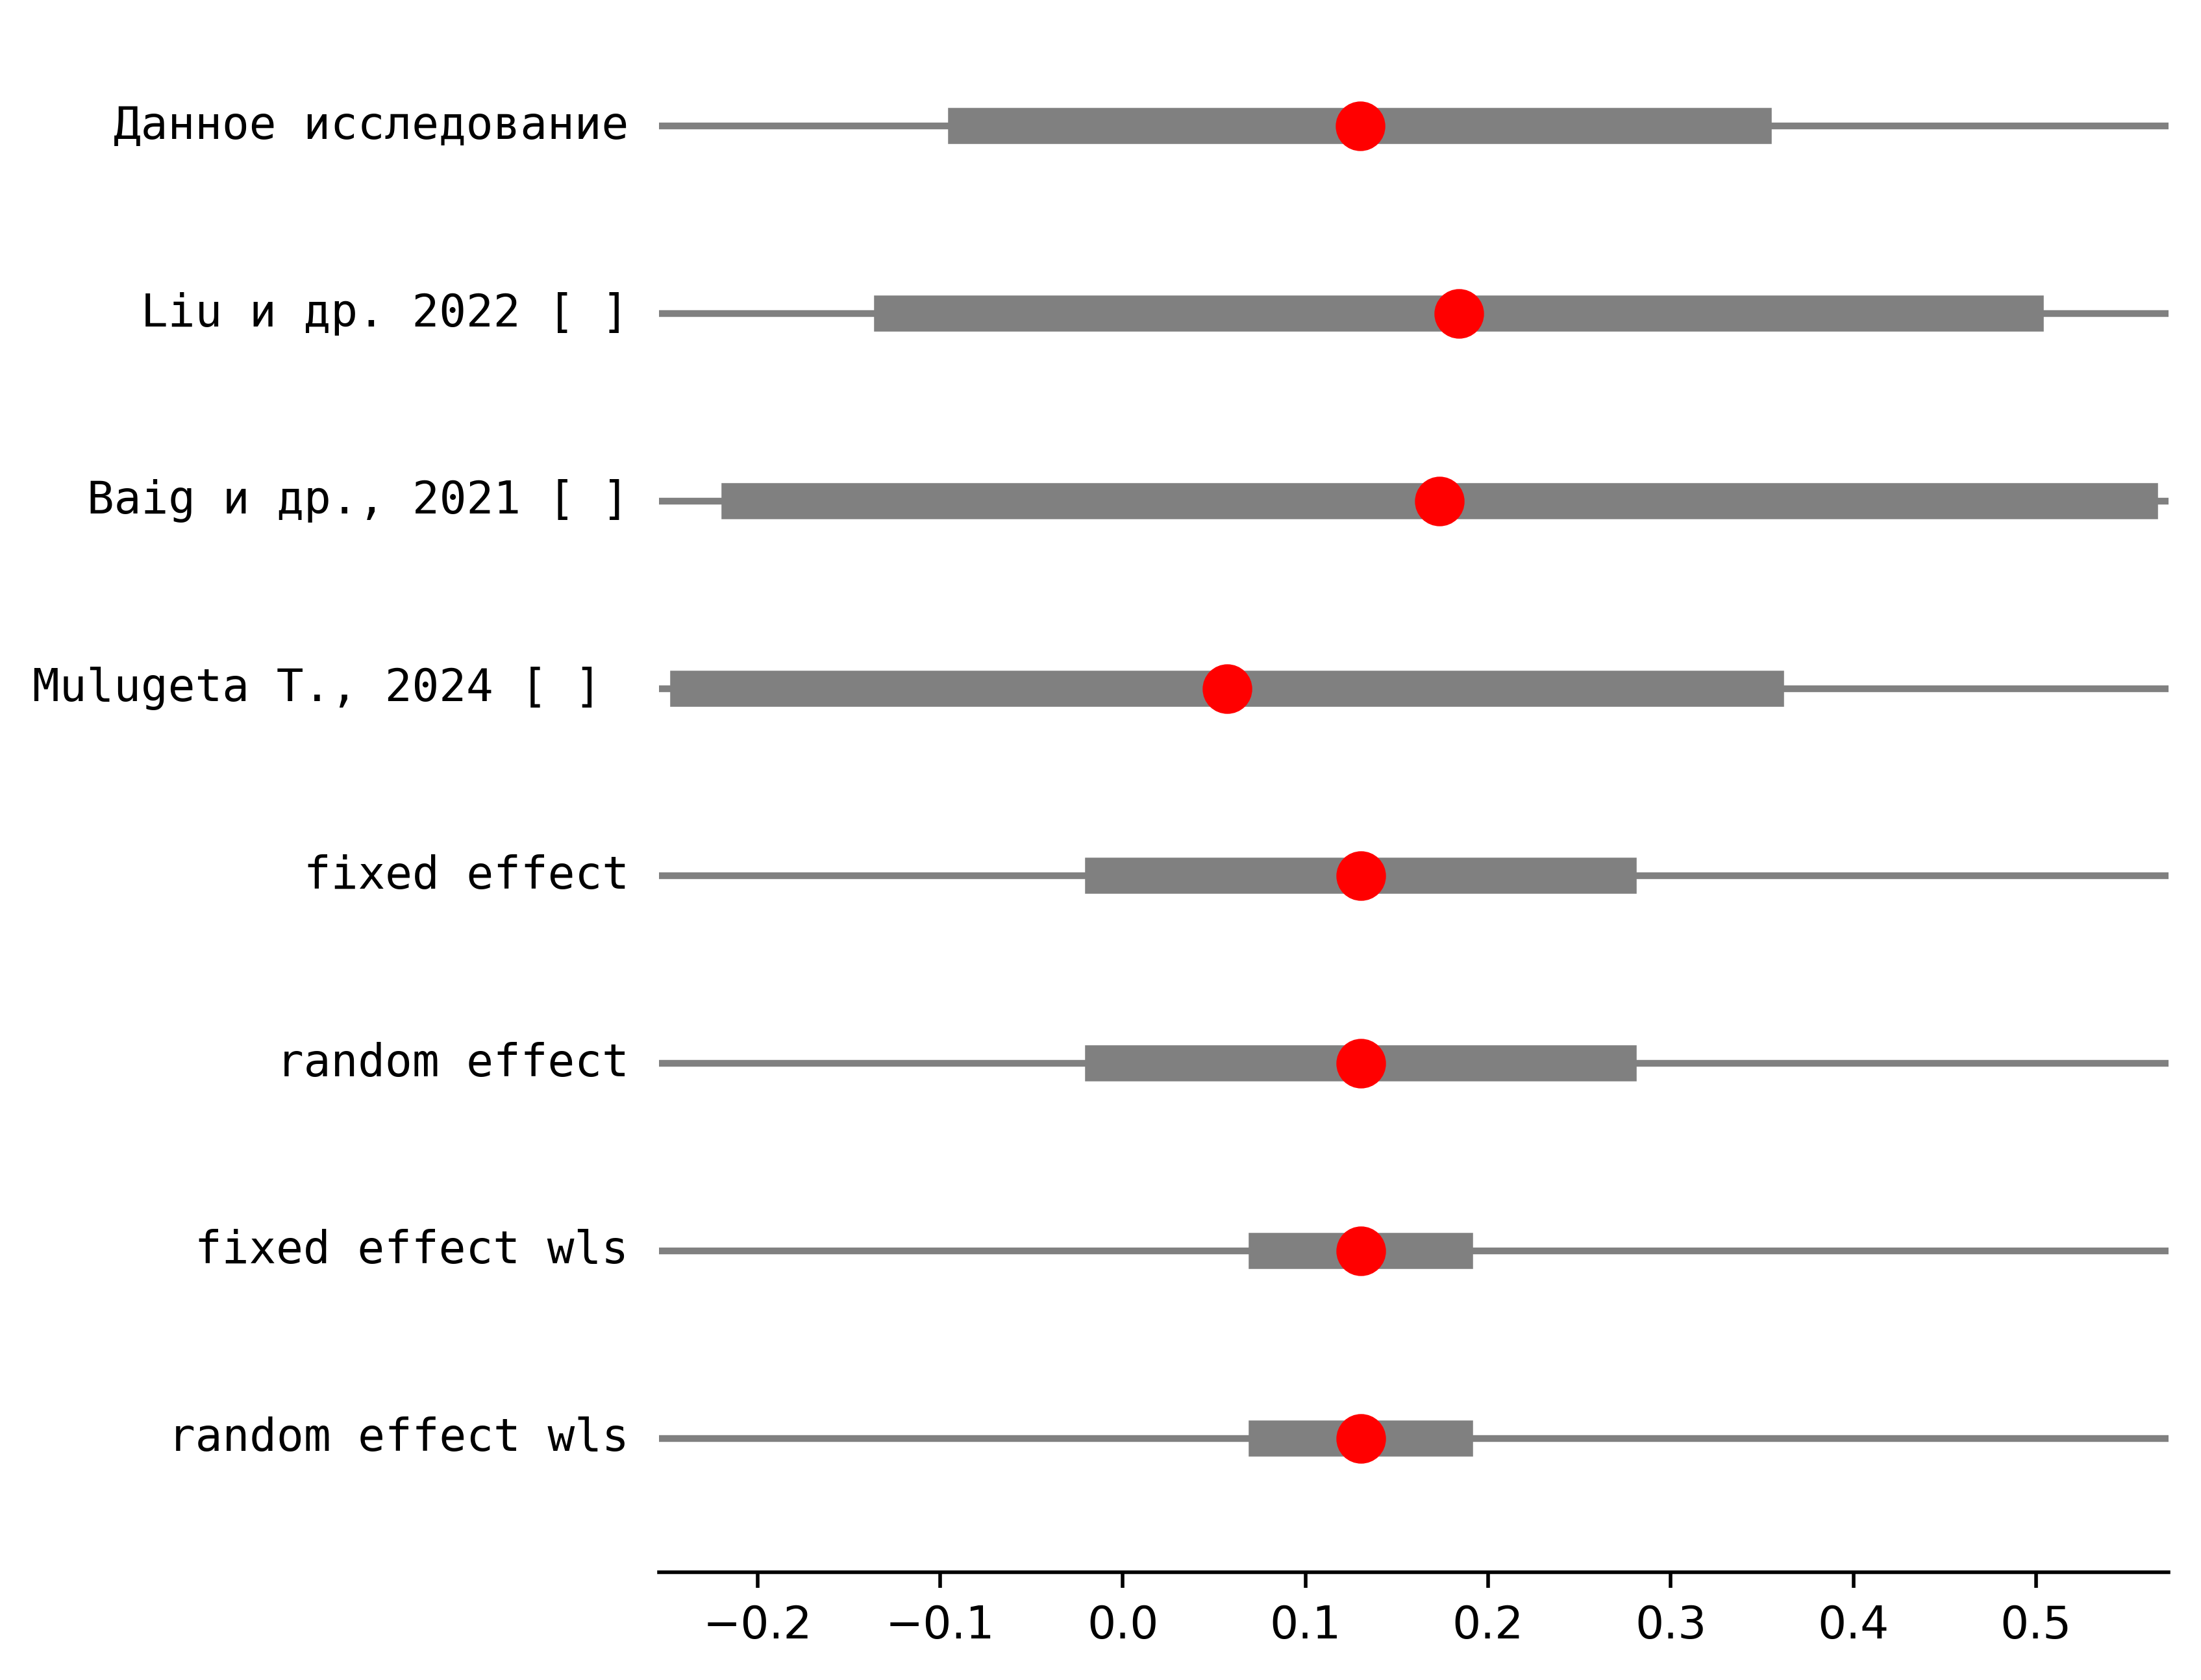 Данное исследование
Liu и др. 2022 [ ]
Baig и др., 2021 [ ]
Mulugeta T., 2024 [ ]
fixed effect
random effect
fixed effect wls
random effect wls
−0.2 −0.1 0.0 0.1 0.2 0.3 0.4 0.5